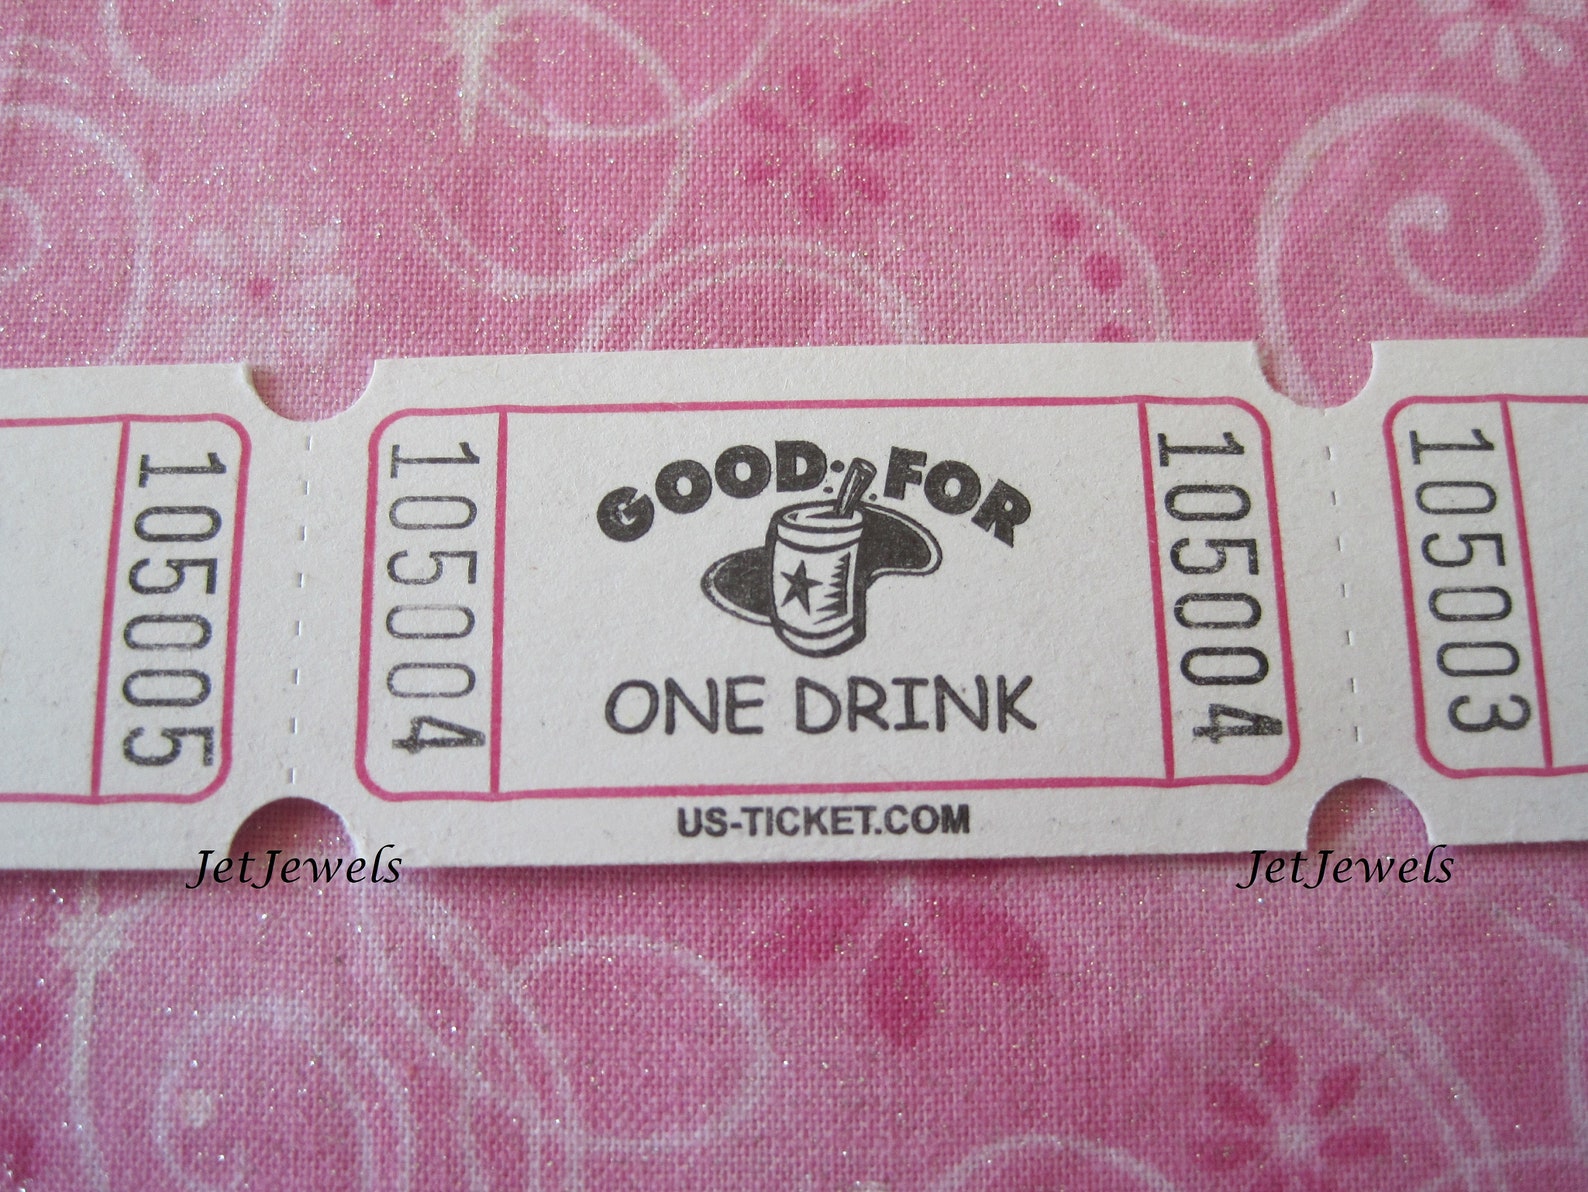 105005
105004
GOOD FOR
ONE DRINK
105004
105003
US-TICKET.COM
JetJewels
JetJewels